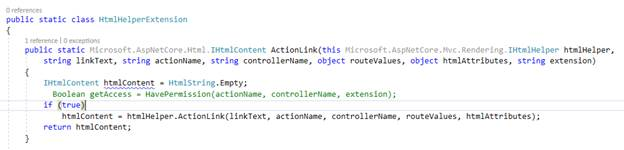 0 references
public static class HtmlHelperExtension
{
1 reference | 0 exceptions
public static Microsoft.AspNetCore.Html.IHtmlContent ActionLink(this Microsoft.AspNetCore.Mvc.Rendering.IHtmlHelper htmlHelper,
string linkText, string actionName, string controllerName, object routeValues, object htmlAttributes, string extension)
{
IHtmlContent htmlContent = HtmlString.Empty;
Boolean getAccess = HavePermission(actionName, controllerName, extension);
if (true)
htmlContent = htmlHelper.ActionLink(linkText, actionName, controllerName, routeValues, htmlAttributes);
return htmlContent;
}